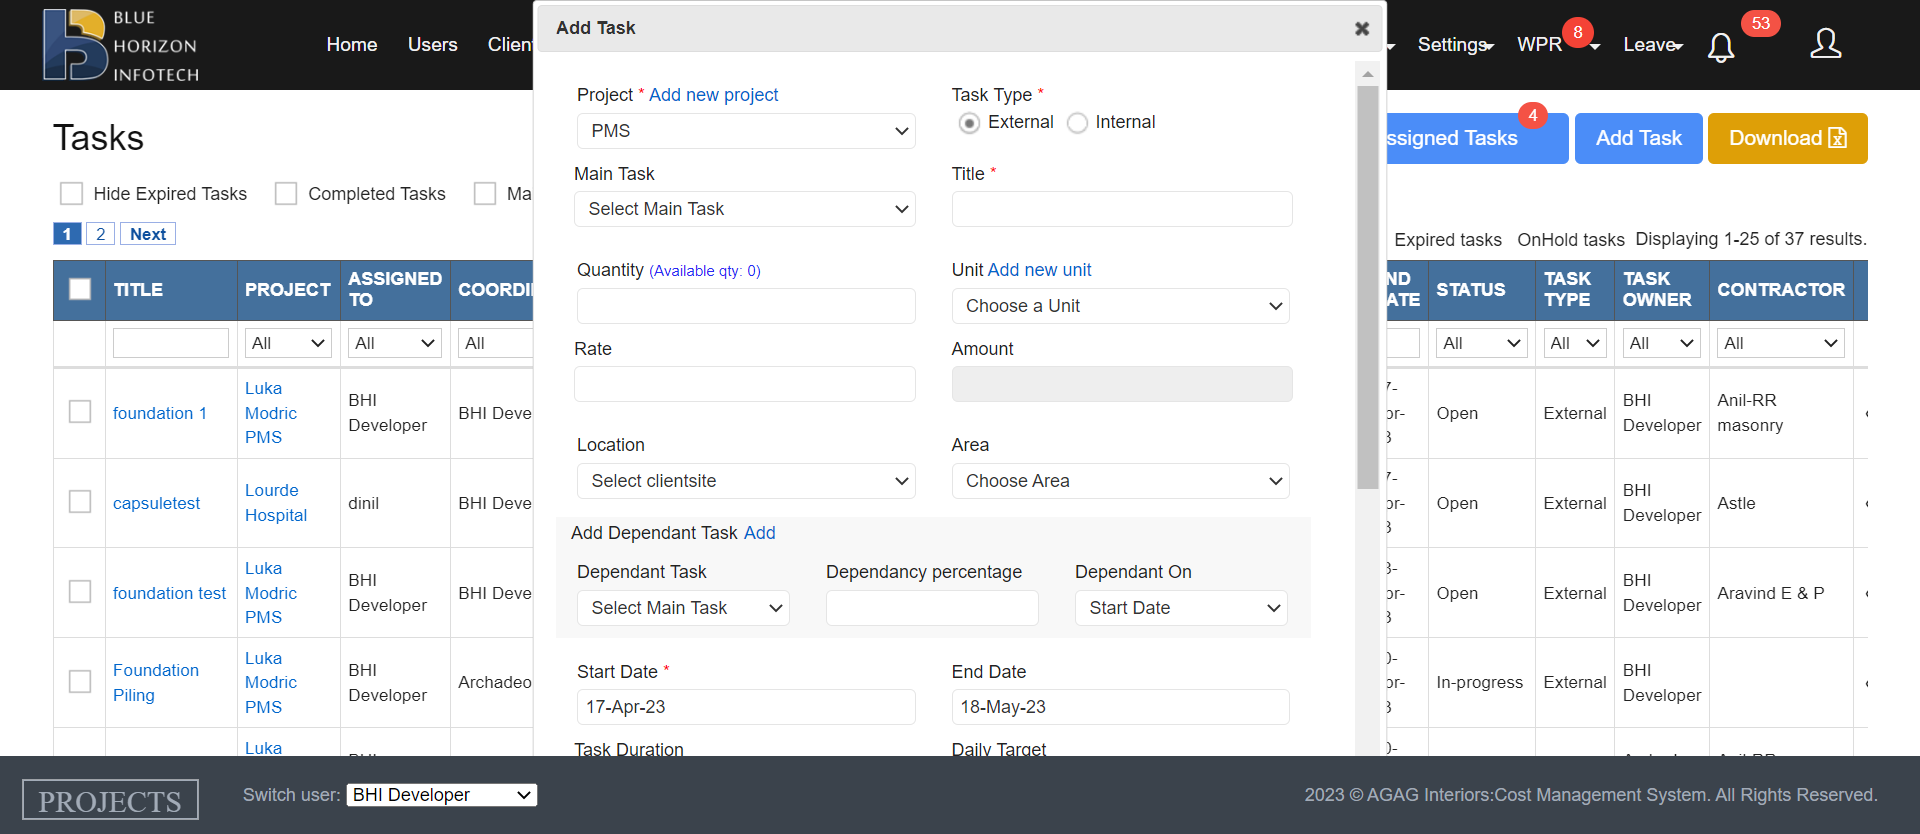 BLUE
HORIZON
INFOTECH
Home Users Clien
Settings WPR 8 Leave 53
Add Task
Tasks
ssigned Tasks 4
Add Task
Download
Hide Expired Tasks Completed Tasks Ma
1 2 Next
Expired tasks OnHold tasks Displaying 1-25 of 37 results.
Project * Add new project
PMS
Task Type *
External Internal
Main Task
Select Main Task
Title *
Quantity (Available qty: 0)
Unit Add new unit
Choose a Unit
Rate
Amount
Location
Select clientsite
Area
Choose Area
Add Dependant Task Add
Dependant Task
Select Main Task
Dependancy percentage
Dependant On
Start Date
Start Date *
17-Apr-23
End Date
18-May-23
Task Duration
Daily Target
TITLE PROJECT ASSIGNED TO COORDI
ND ATE STATUS TASK TYPE TASK OWNER CONTRACTOR
All All All
All All All All
foundation 1
Luka Modric PMS
BHI Developer
BHI Deve
7-
or-
3
Open
External
BHI Developer
Anil-RR masonry
capsuletest
Lourde Hospital
dinil
BHI Deve
7-
or-
3
Open
External
BHI Developer
Astle
foundation test
Luka Modric PMS
BHI Developer
BHI Deve
3-
or-
3
Open
External
BHI Developer
Aravind E & P
Foundation Piling
Luka Modric PMS
BHI Developer
Archadeo
0-
or-
3
In-progress
External
BHI Developer
Luka
0-
PROJECTS
Switch user: BHI Developer
2023 © AGAG Interiors:Cost Management System. All Rights Reserved.